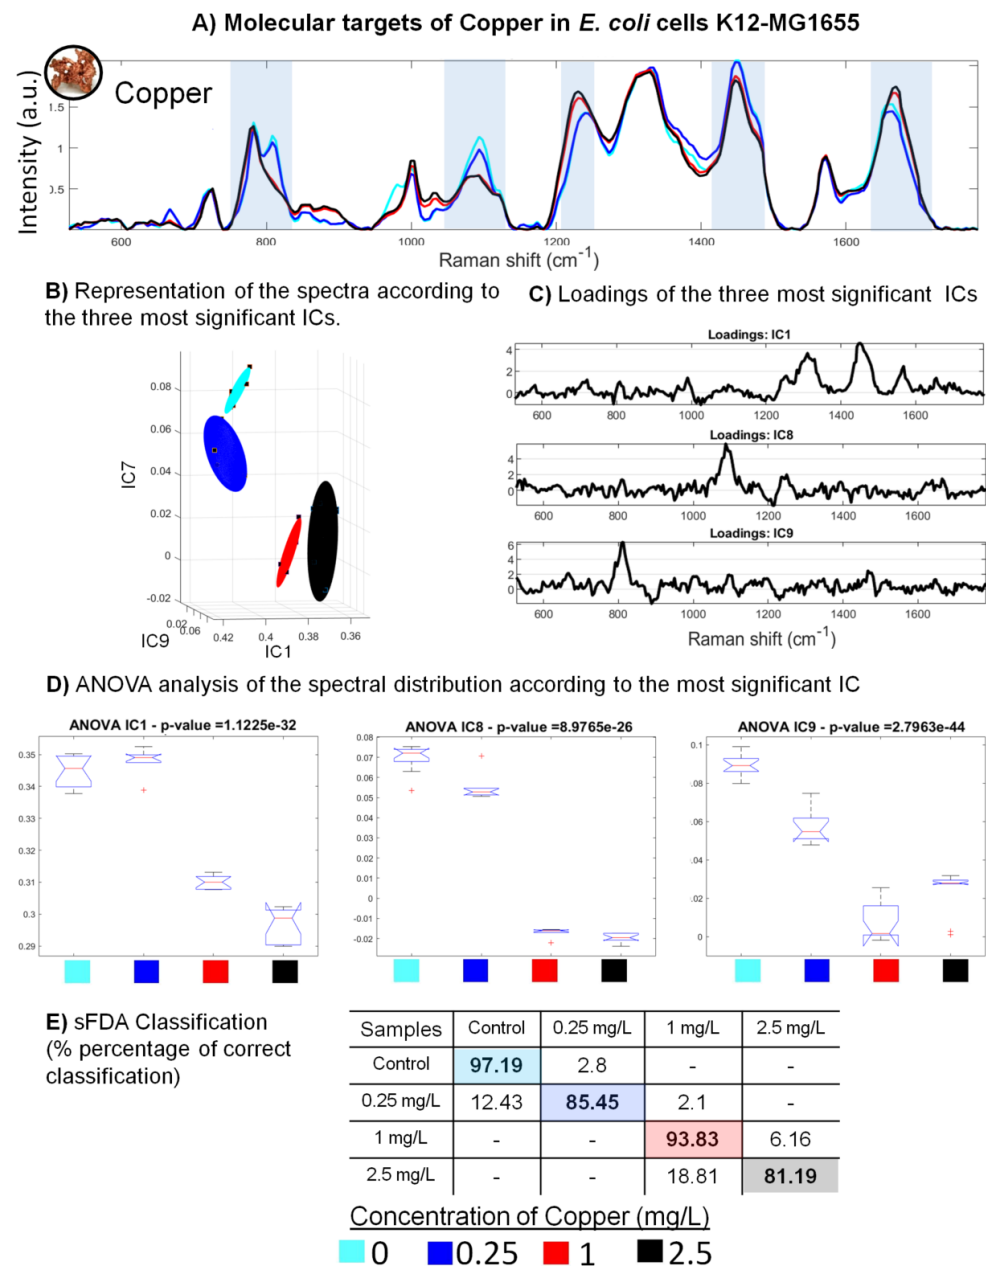 A) Molecular targets of Copper in E. coli cells K12-MG1655
Copper
Intensity (a.u.)
1.5
1
0.5
600 800 1000 1200 1400 1600
Raman shift (cm-1)
B) Representation of the spectra according to
the three most significant ICs.
C) Loadings of the three most significant ICs
IC7
0.08
0.06
0.04
0.02
0
-0.02
0.02
0.06
0.42 0.4 0.38 0.36
IC9
IC1
Loadings: IC1
4
2
0
600 800 1000 1200 1400 1600
Loadings: IC8
4
2
0
600 800 1000 1200 1400 1600
Loadings: IC9
6
4
2
0
600 800 1000 1200 1400 1600
Raman shift (cm-1)
D) ANOVA analysis of the spectral distribution according to the most significant IC
ANOVA IC1 - p-value =1.1225e-32
0.35
0.34
0.33
0.32
0.31
0.3
0.29
ANOVA IC8 - p-value =8.9765e-26
0.08
0.07
0.06
0.05
0.04
0.03
0.02
0.01
0
-0.01
-0.02
ANOVA IC9 - p-value =2.7963e-44
0.1
.08
.06
.04
.02
0
E) sFDA Classification
(% percentage of correct
classification)
Samples Control 0.25 mg/L 1 mg/L 2.5 mg/L
Control 97.19 2.8 - -
0.25 mg/L 12.43 85.45 2.1 -
1 mg/L - - 93.83 6.16
2.5 mg/L - - 18.81 81.19
Concentration of Copper (mg/L)
0 0.25 1 2.5